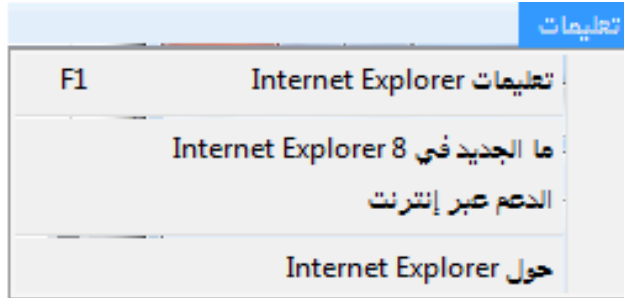 تعليمات
تعليمات Internet Explorer F1
ما الجديد في Internet Explorer 8
الدعم عبر إنترنت
حول Internet Explorer